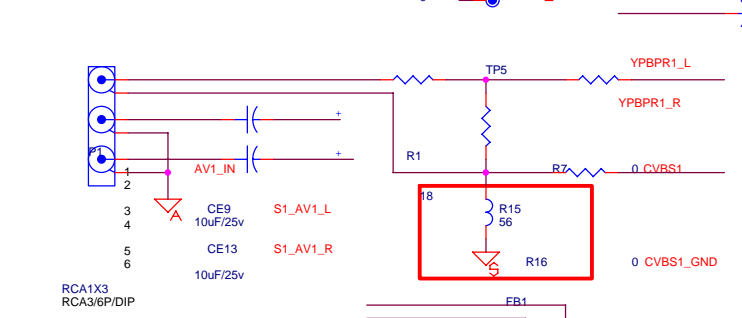 TP5
YPBPR1_L
YPBPR1_R
P1
R1
AV1_IN
R7
0 CVBS1
1
2
18
3
CE9
S1_AV1_L
R15
4
10uF/25v
56
A
5
CE13
S1_AV1_R
6
R16
0 CVBS1_GND
10uF/25v
RCA1X3
RCA3/6P/DIP
FB1